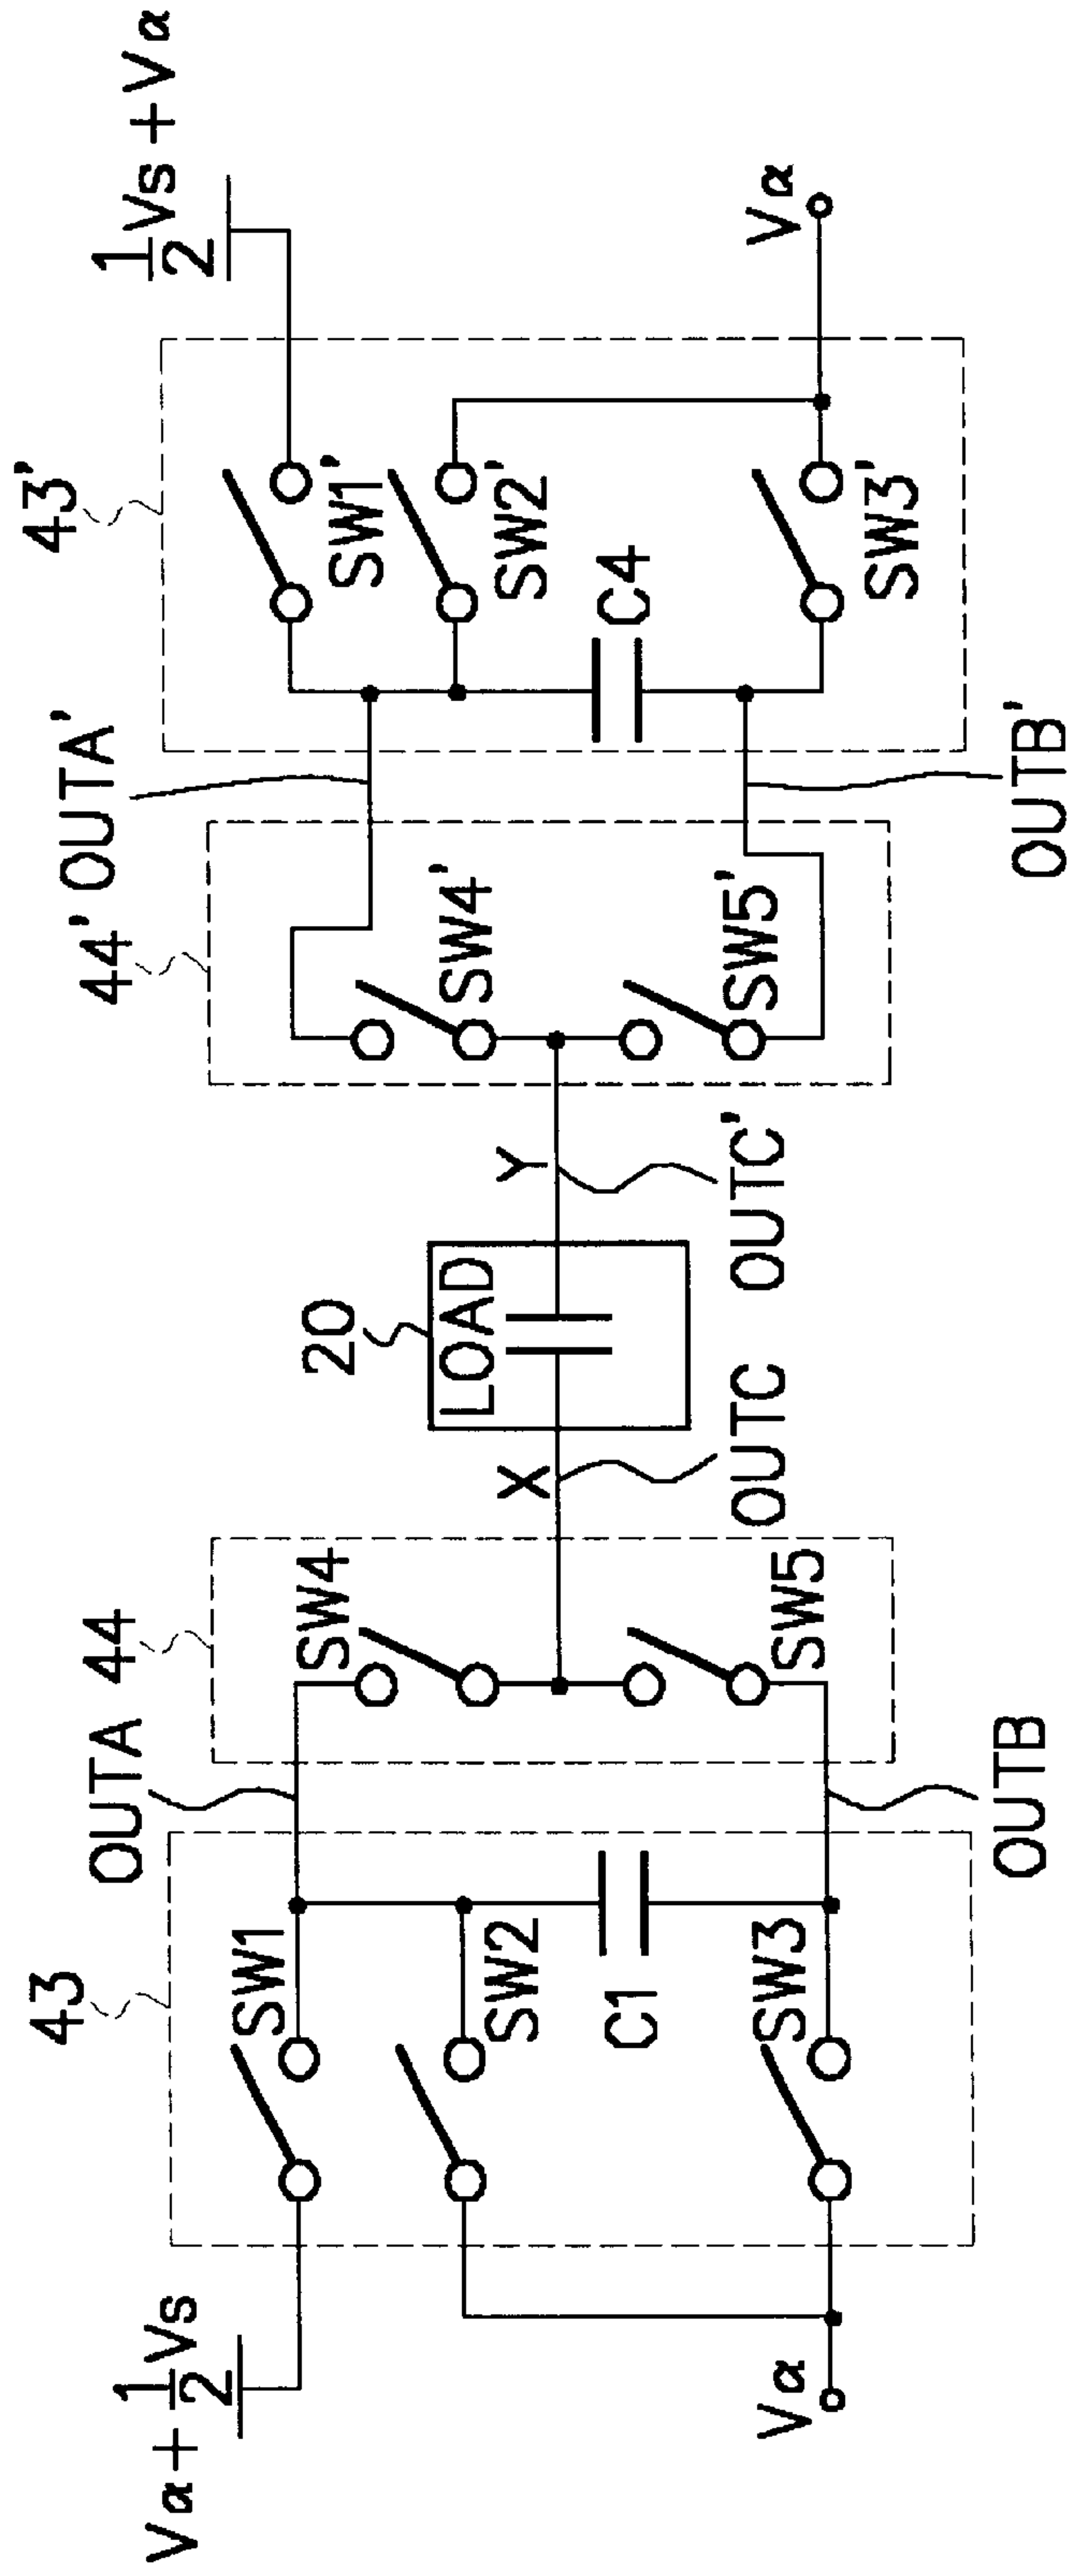 Vα+½Vs
43
SW1
SW2
C1
SW3
Vα
OUTA
OUTB
44
SW4
SW5
X
OUTC
20
LOAD
Y
OUTC'
44'
SW4'
SW5'
OUTA'
OUTB'
43'
SW1'
SW2'
C4
SW3'
½Vs+Vα
Vα